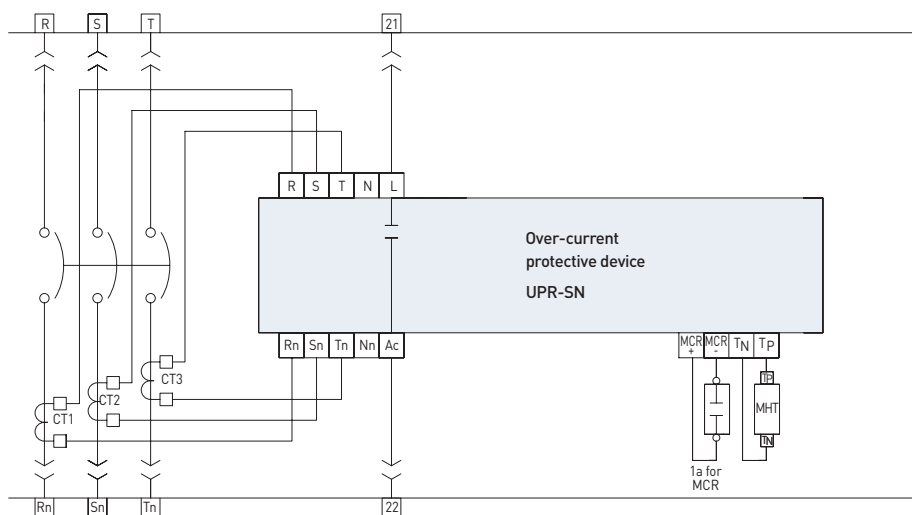 R S T 21
R S T N L
Over-current
protective device
UPR-SN
Rn Sn Tn Nn Ac
MCR
+
MCR
-
TN TP
CT3
CT2
CT1
TP
MHT
TN
1a for
MCR
Rn Sn Tn 22